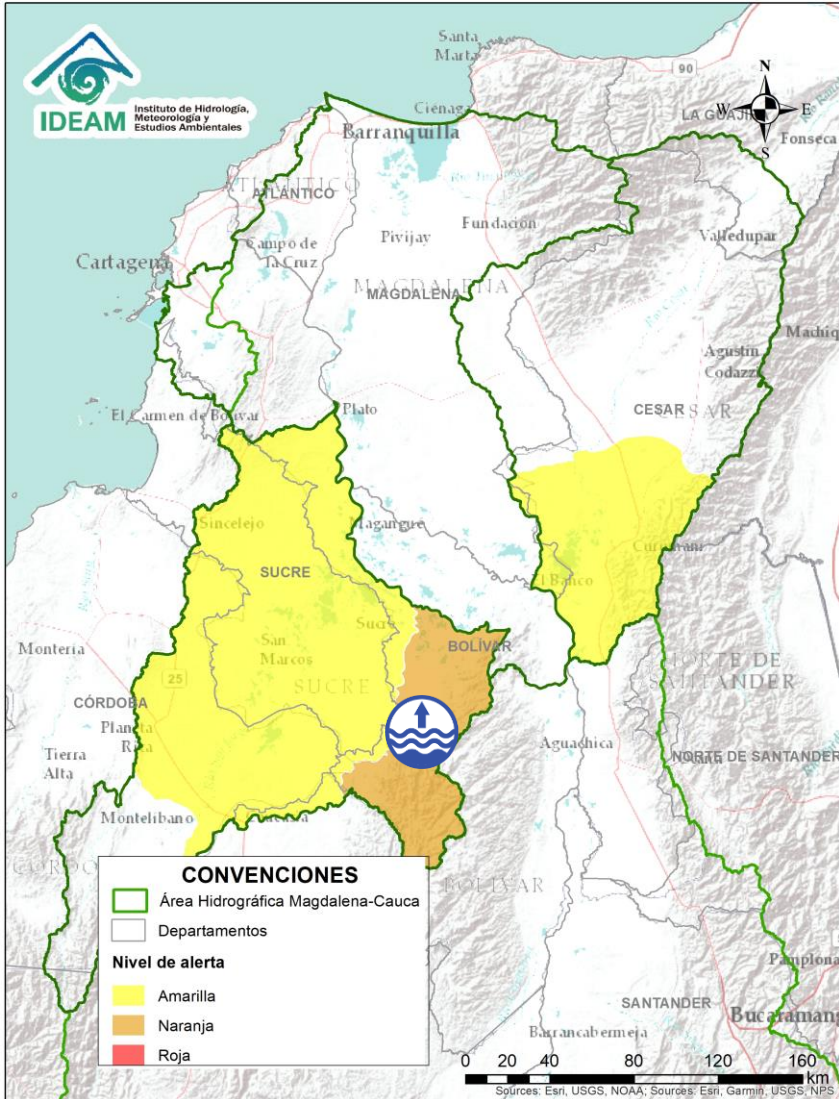 IDEAM
Instituto de Hidrología,
Meteorología y
Estudios Ambientales
Santa
Marta
90
N
W
E
S
Ciénaga
LA GUAJIRA
Barranquilla
Fonseca
ATLÁNTICO
ATLÁNTICO
Fundación
Pivijay
Valledupar
Campo de
la Cruz
Cartagena
MAGDALENA
MAGDALENA
Agustín
Codazzi
El Carmen de Bolívar
Plato
CESAR
CESAR
Sincelejo
Magangué
SUCRE
El Banco
Sucre
Montería
San
Marcos
BOLÍVAR
NORTE DE
SANTANDER
SUCRE
25
CÓRDOBA
Planeta
Rica
Aguachica
NORTE DE SANTANDER
Tierra
Alta
Montelibano
BOLÍVAR
CONVENCIONES
Área Hidrográfica Magdalena-Cauca
Departamentos
Nivel de alerta
Amarilla
Naranja
Roja
Pamplona
SANTANDER
Barrancabermeja
0 20 40 80 120 160
km
Sources: Esri, USGS, NOAA; Sources: Esri, Garmin, USGS, NPS